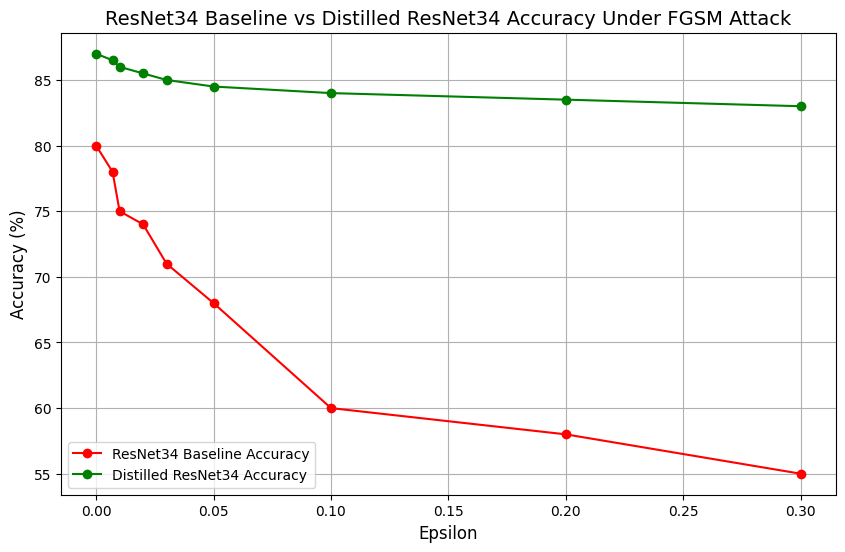 ResNet34 Baseline vs Distilled ResNet34 Accuracy Under FGSM Attack
Accuracy (%)
85
80
75
70
65
60
55
ResNet34 Baseline Accuracy
Distilled ResNet34 Accuracy
0.00 0.05 0.10 0.15 0.20 0.25 0.30
Epsilon